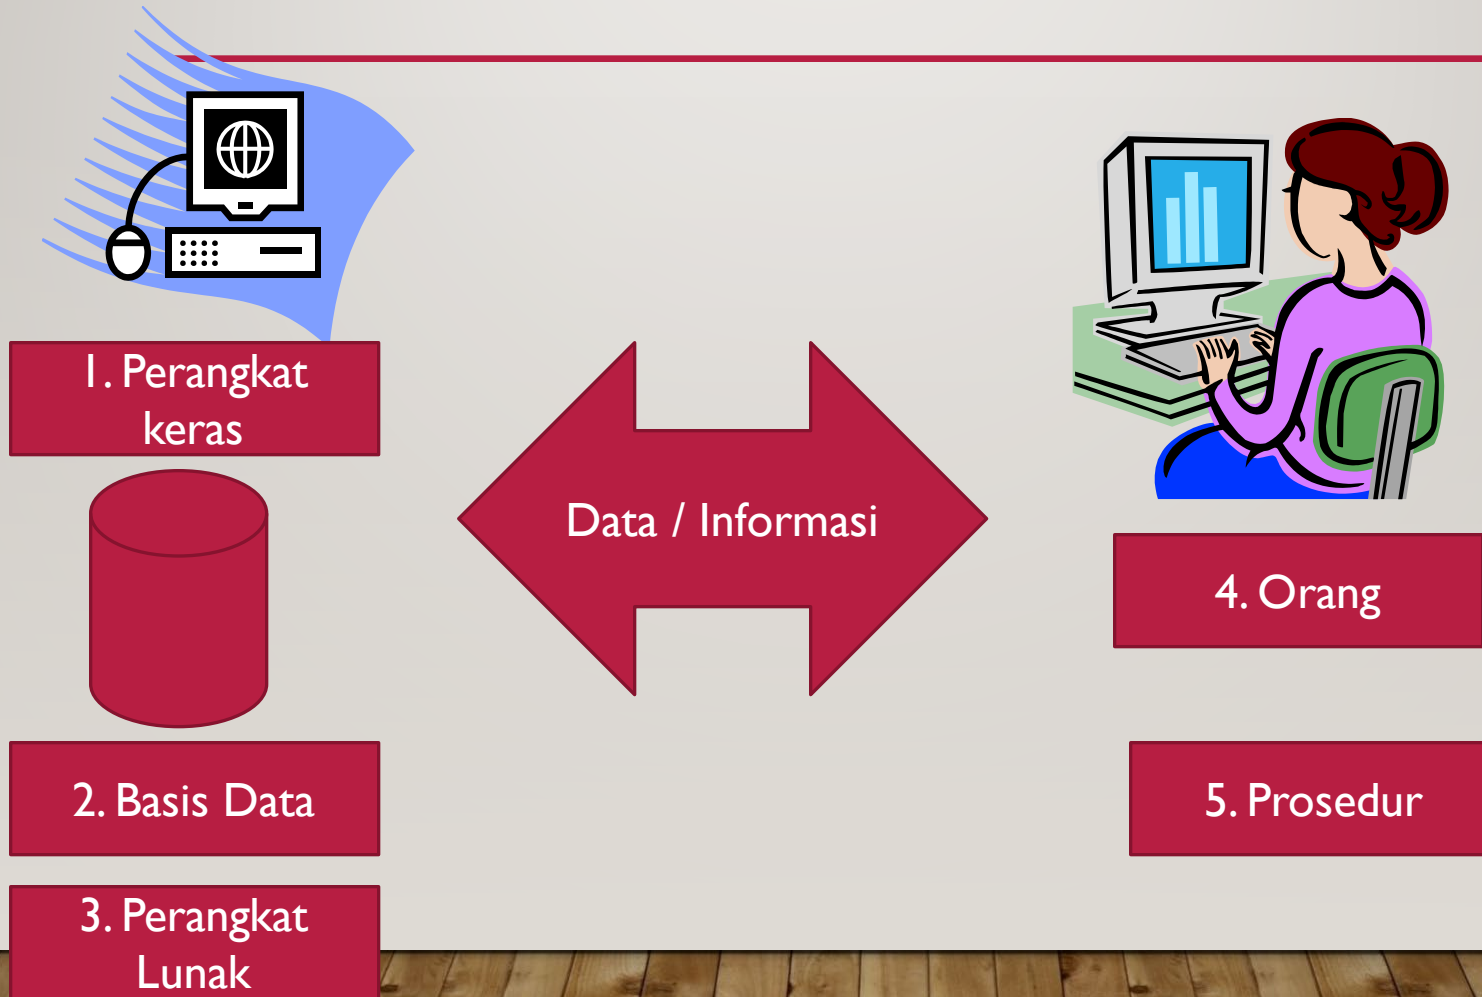 1. Perangkat
keras
Data / Informasi
4. Orang
2. Basis Data
5. Prosedur
3. Perangkat
Lunak